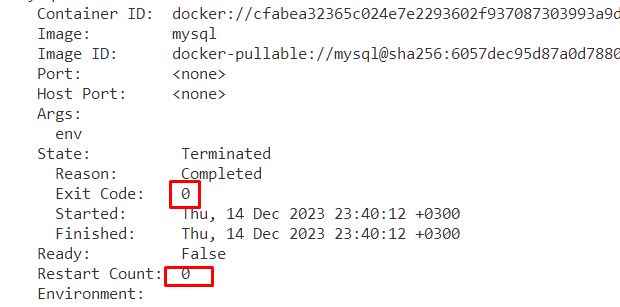 Container ID: docker://cfabea32365c024e7e2293602f937087303993a9d
Image: mysql
Image ID: docker-pullable://mysql@sha256:6057dec95d87a0d7880
Port: <none>
Host Port: <none>
Args:
env
State: Terminated
Reason: Completed
Exit Code: 0
Started: Thu, 14 Dec 2023 23:40:12 +0300
Finished: Thu, 14 Dec 2023 23:40:12 +0300
Ready: False
Restart Count: 0
Environment: